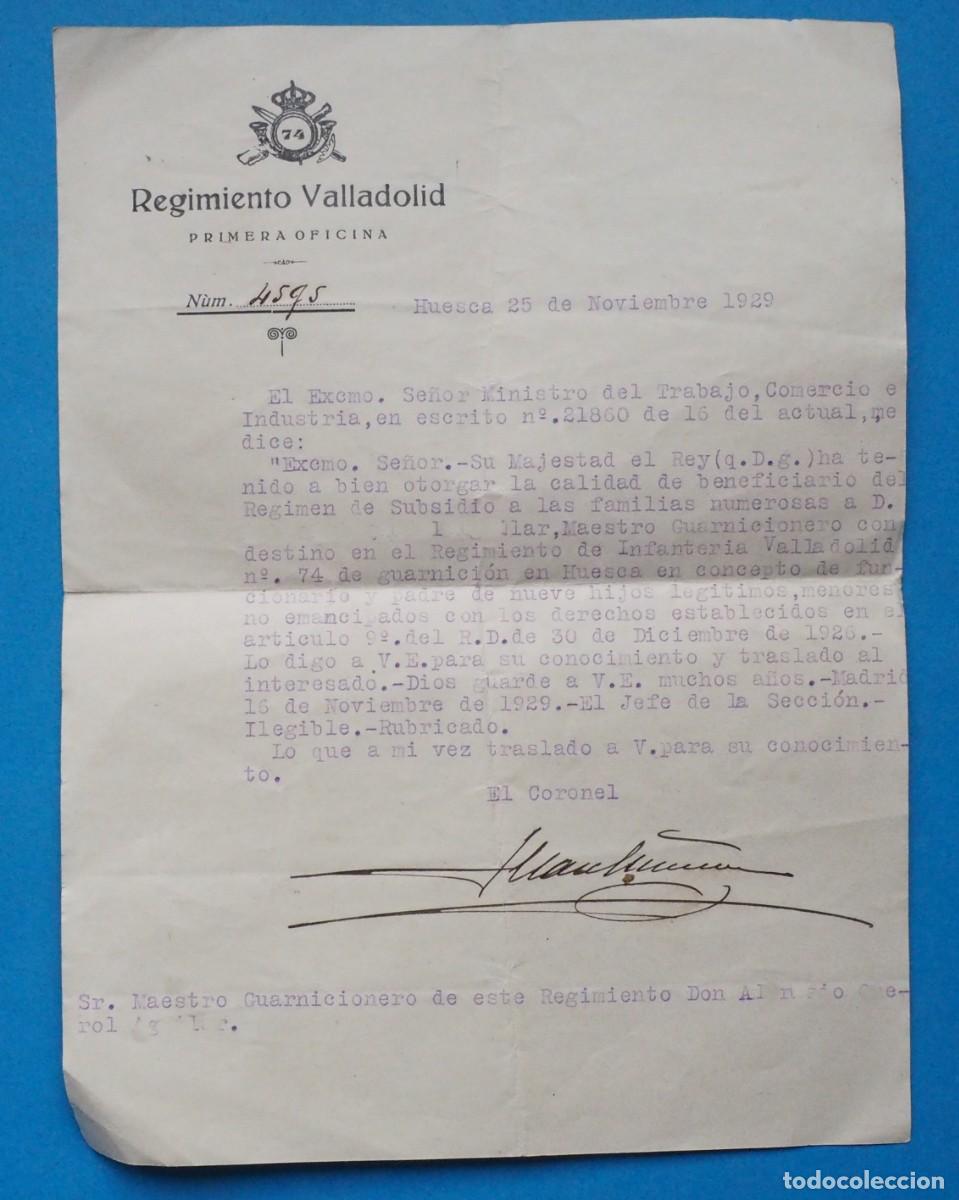 74
Regimiento Valladolid
PRIMERA OFICINA
Núm. 4595
Huesca 25 de Noviembre 1929
El Excmo. Señor Ministro del Trabajo,Comercio e
Industria,en escrito nº.21860 de 16 del actual,me
dice:
"Excmo. Señor.-Su Majestad el Rey(q.D.g.)ha te-
nido a bien otorgar la calidad de beneficiario del
Regimen de Subsidio a las familias numerosas a D.
Maestro Guarnicionero con
destino en el Regimiento de Infanteria Valladolid
nº. 74 de guarnición en Huesca en concepto de fun-
cionario y padre de nueve hijos legitimos,menores
no emancipados con los derechos establecidos en el
articulo 9º.del R.D.de 30 de Diciembre de 1926.-
Lo digo a V.E.para su conocimiento y traslado al
interesado.-Dios guarde a V.E. muchos años.-Madrid
16 de Noviembre de 1929.-El Jefe de la Sección.-
Ilegible.-Rubricado.
Lo que a mi vez traslado a V.para su conocimien-
to.
El Coronel
Sr. Maestro Guarnicionero de este Regimiento Don
todocoleccion